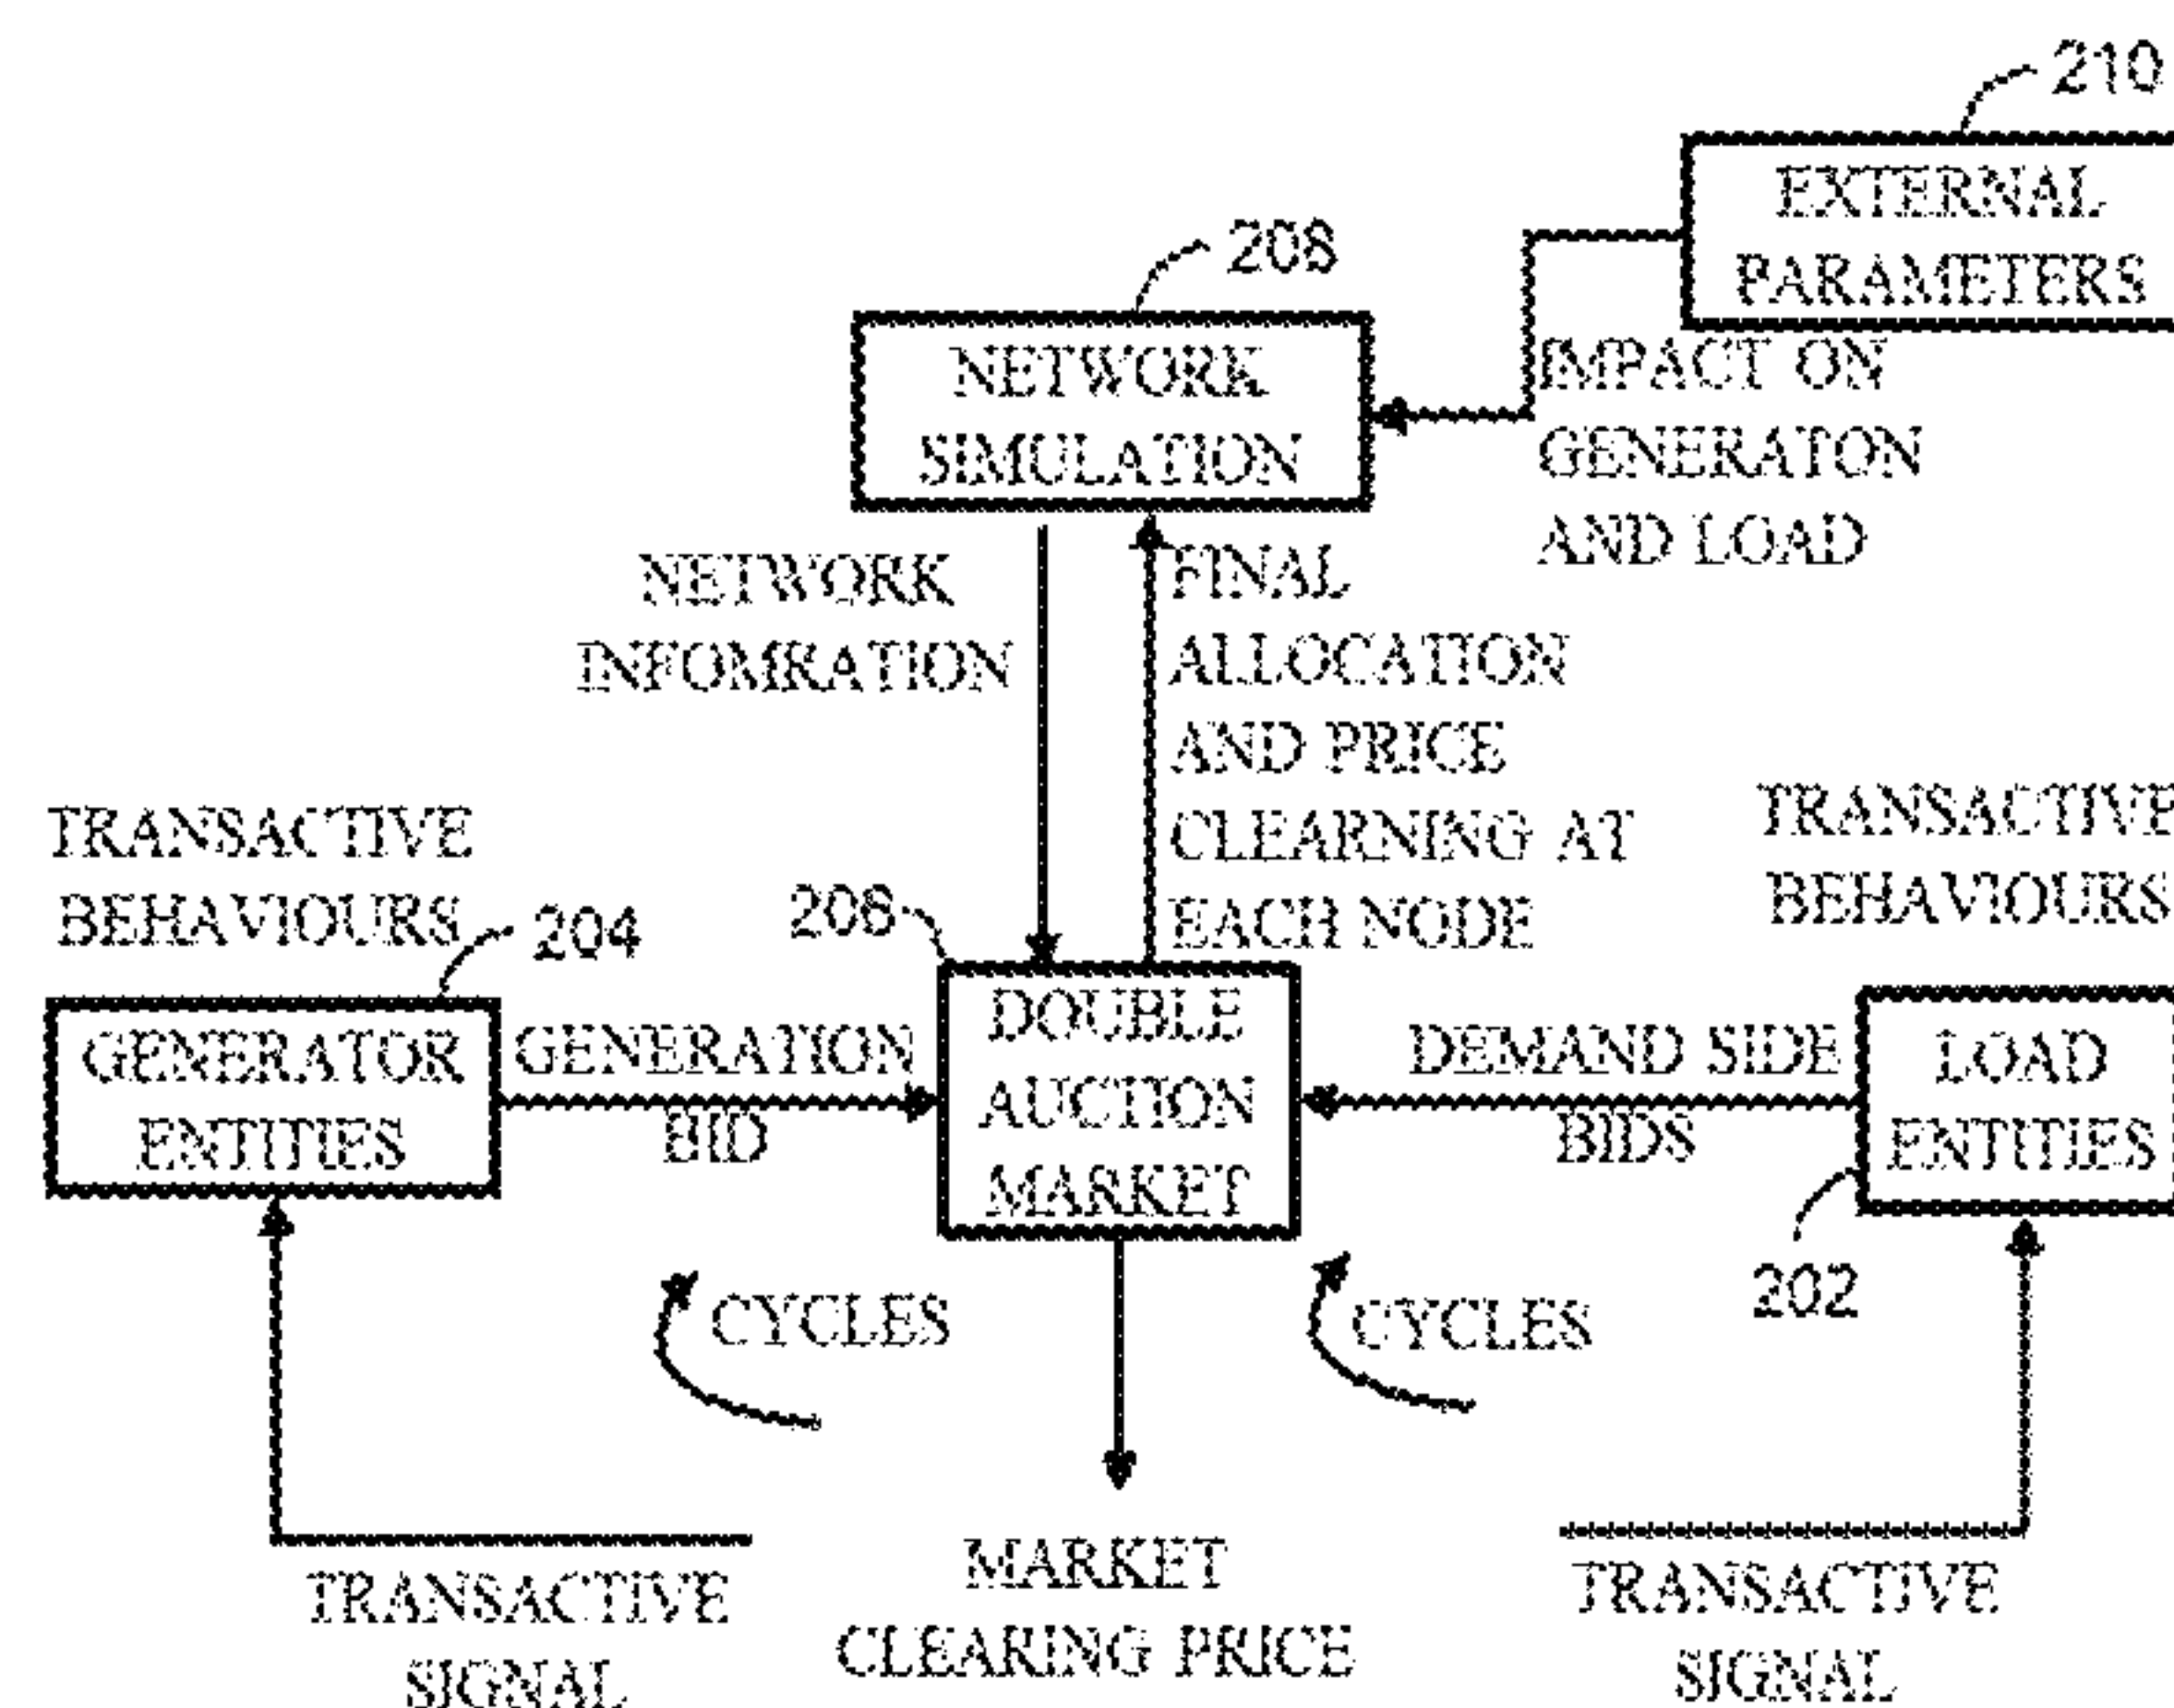 210
EXTERNAL
PARAMETERS
208
NETWORK
SIMULATION
IMPACT ON
GENERATON
AND LOAD
NETWORK
INFOMRATION
FINAL
ALLOCATION
AND PRICE
CLEARNING AT
EACH NODE
TRANSACTIVE
BEHAVIOURS
204
206
TRANSACTIVE
BEHAVIOURS
GENERATOR
ENTITIES
GENERATION
BID
DOUBLE
AUCTION
MARKET
DEMAND SIDE
BIDS
LOAD
ENTITIES
202
CYCLES
CYCLES
TRANSACTIVE
SIGNAL
MARKET
CLEARING PRICE
TRANSACTIVE
SIGNAL